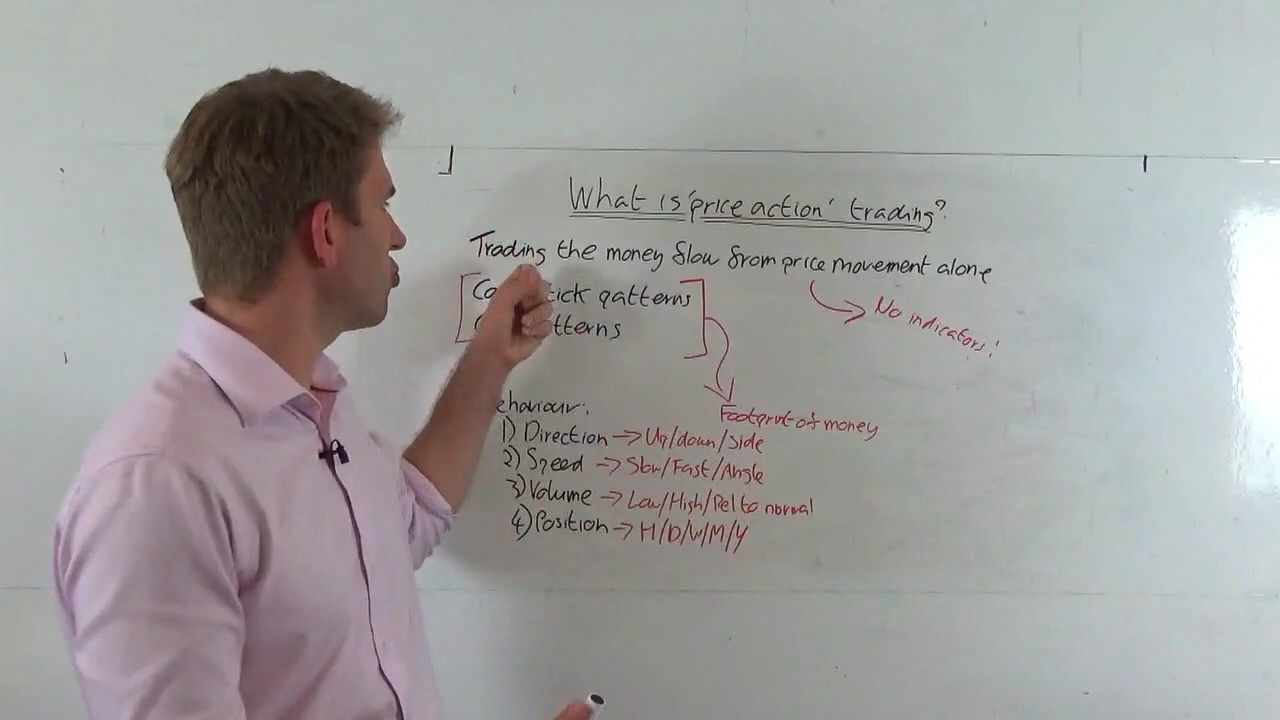 What is 'price action' trading?
Trading the money flow from price movement alone
patterns
No indicators!
Footprint of money
1) Direction → Up/down/side
2) Speed → Slow/Fast/Angle
3) Volume → Low/High/Rel to normal
4) Position → H/D/W/M/Y